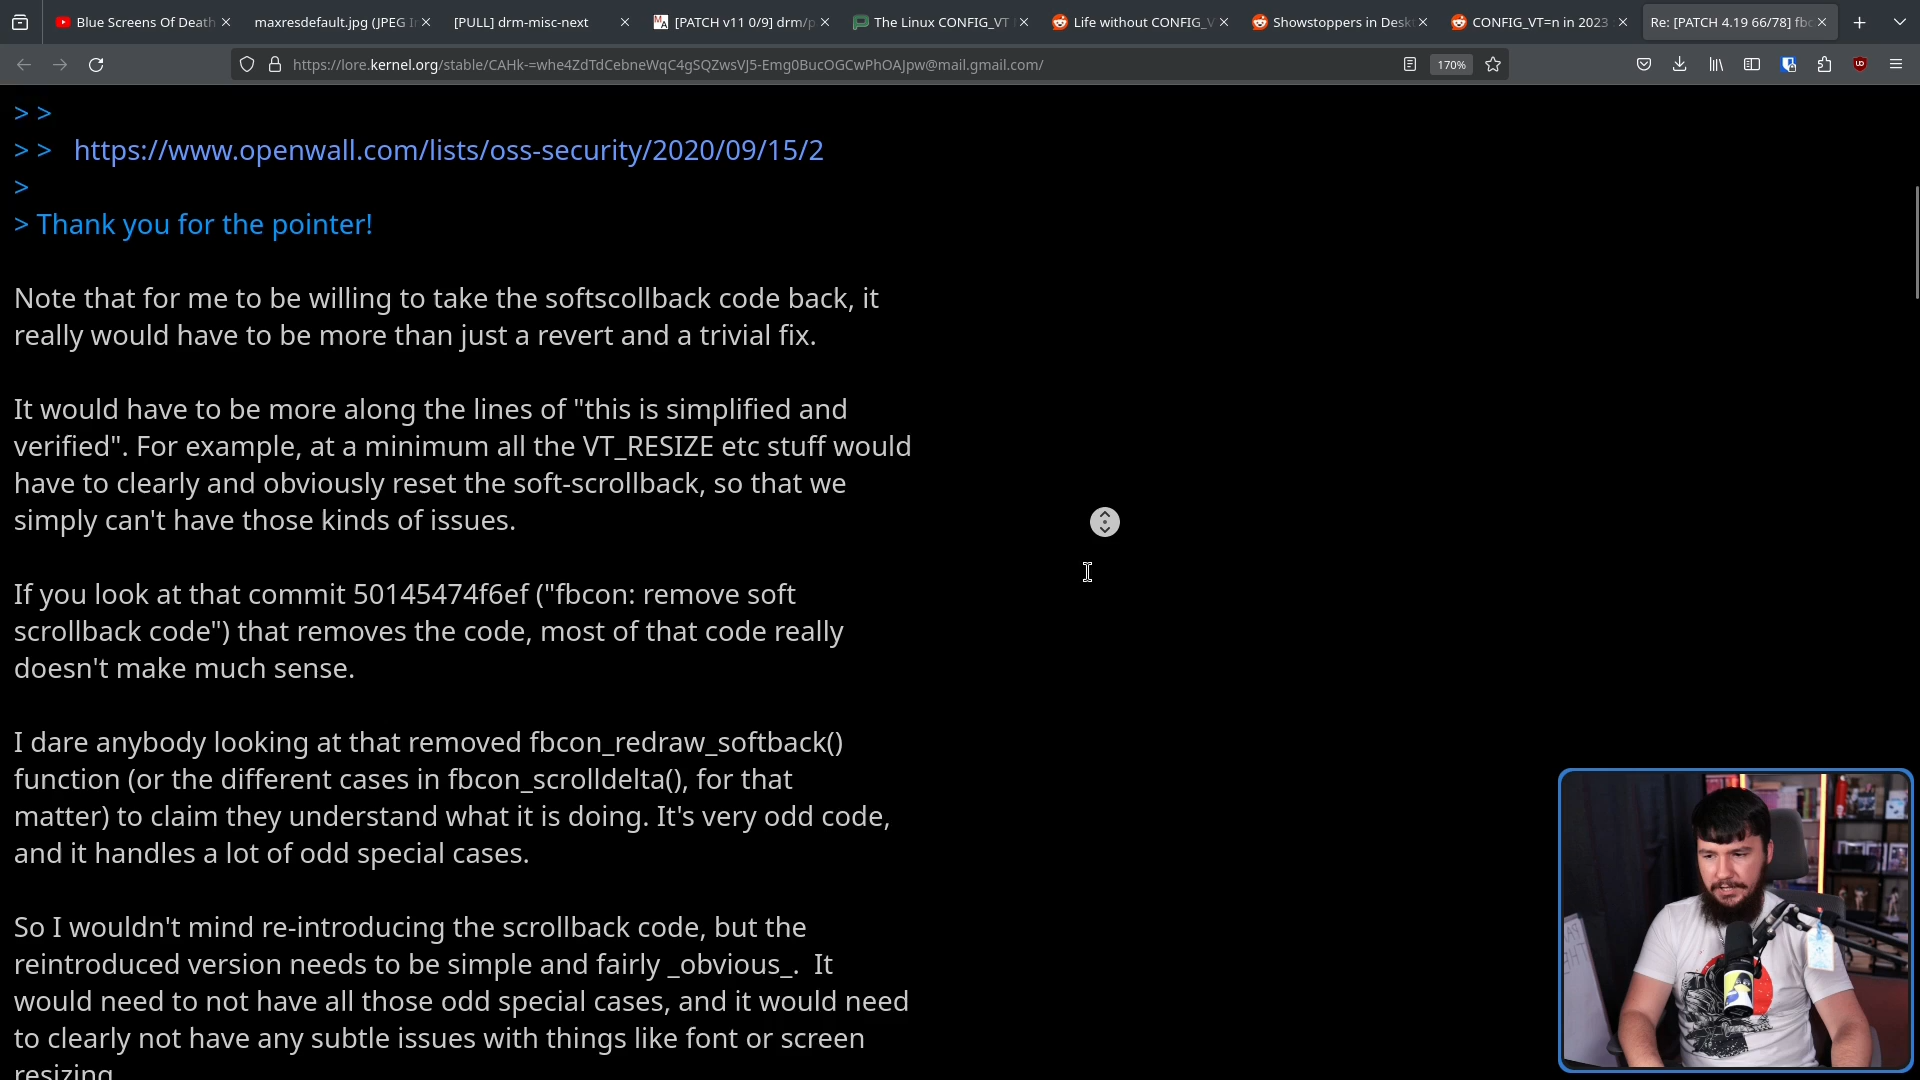 Blue Screens Of Death
maxresdefault.jpg (JPEG I
[PULL] drm-misc-next
[PATCH v11 0/9] drm/p
The Linux CONFIG_VT
Life without CONFIG_V
Showstoppers in Desk
CONFIG_VT=n in 2023
Re: [PATCH 4.19 66/78] fbc
https://lore.kernel.org/stable/CAHk-=whe4ZdTdCebneWqC4gSQZwsVJ5-Emg0BucOGCwPhOAJpw@mail.gmail.com/
170%
> >
> > https://www.openwall.com/lists/oss-security/2020/09/15/2
>
> Thank you for the pointer!
Note that for me to be willing to take the softscollback code back, it
really would have to be more than just a revert and a trivial fix.
It would have to be more along the lines of "this is simplified and
verified". For example, at a minimum all the VT_RESIZE etc stuff would
have to clearly and obviously reset the soft-scrollback, so that we
simply can't have those kinds of issues.
If you look at that commit 50145474f6ef ("fbcon: remove soft
scrollback code") that removes the code, most of that code really
doesn't make much sense.
I dare anybody looking at that removed fbcon_redraw_softback()
function (or the different cases in fbcon_scrolldelta(), for that
matter) to claim they understand what it is doing. It's very odd code,
and it handles a lot of odd special cases.
So I wouldn't mind re-introducing the scrollback code, but the
reintroduced version needs to be simple and fairly _obvious_.  It
would need to not have all those odd special cases, and it would need
to clearly not have any subtle issues with things like font or screen
resizing